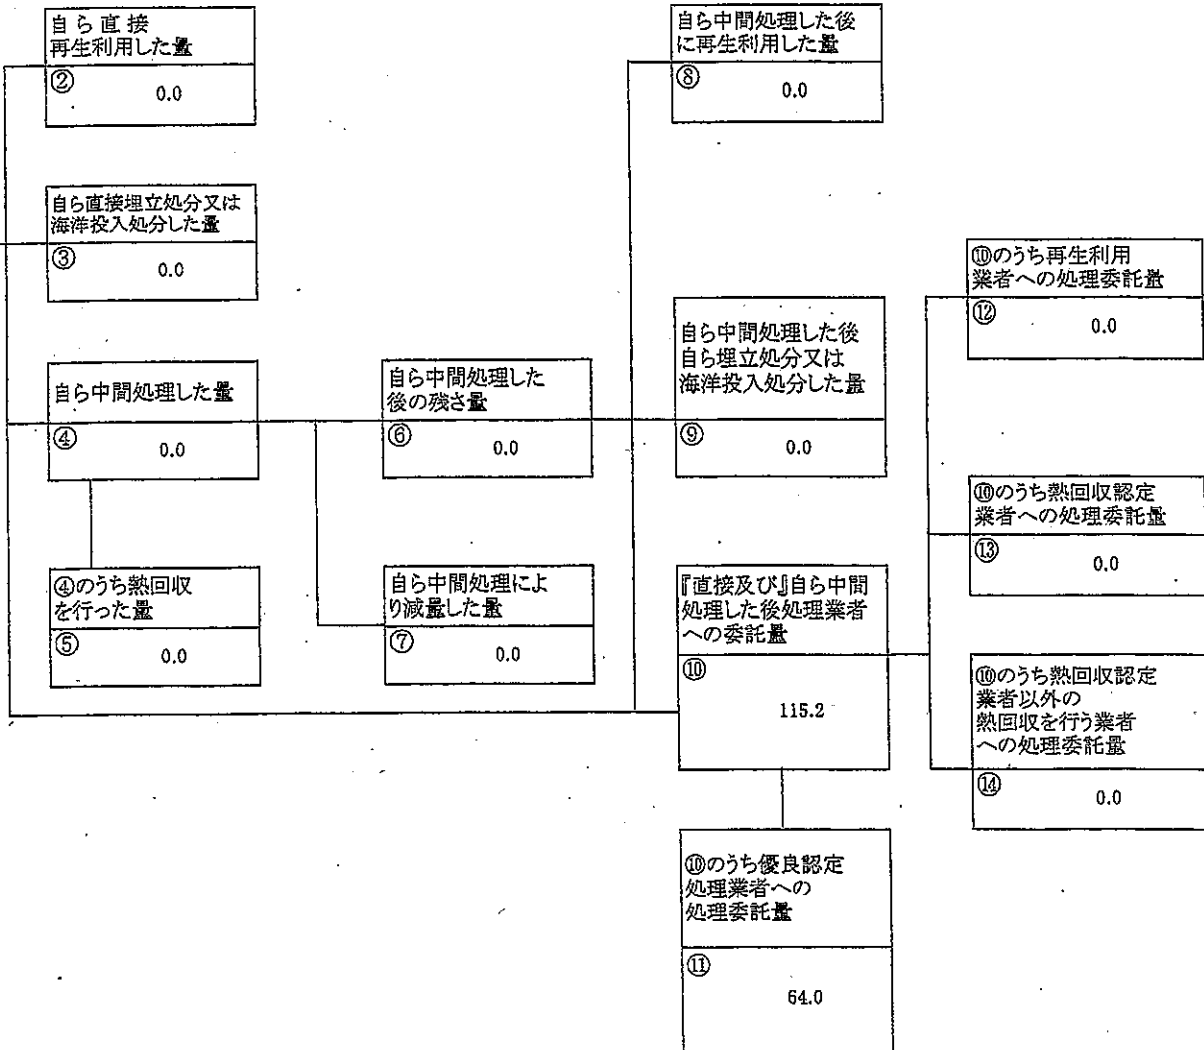 自ら直接
再生利用した量
②
0.0
自ら直接埋立処分又は
海洋投入処分した量
③
0.0
自ら中間処理した量
④
0.0
④のうち熱回収
を行った量
⑤
0.0
自ら中間処理した
後の残さ量
⑥
0.0
自ら中間処理によ
り減量した量
⑦
0.0
自ら中間処理した後
に再生利用した量
⑧
0.0
自ら中間処理した後
自ら埋立処分又は
海洋投入処分した量
⑨
0.0
『直接及び』自ら中間
処理した後処理業者
への委託量
⑩
115.2
⑩のうち優良認定
処理業者への
処理委託量
⑪
64.0
⑩のうち再生利用
業者への処理委託量
⑫
0.0
⑩のうち熱回収認定
業者への処理委託量
⑬
0.0
⑩のうち熱回収認定
業者以外の
熱回収を行う業者
への処理委託量
⑭
0.0